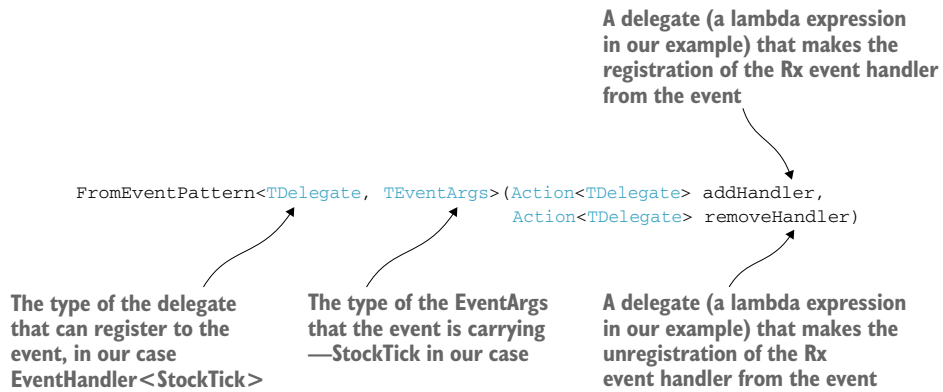 A delegate (a lambda expression
in our example) that makes the
registration of the Rx event handler
from the event
FromEventPattern<TDelegate, TEventArgs>(Action<TDelegate> addHandler,
Action<TDelegate> removeHandler)
The type of the delegate
that can register to the
event, in our case
EventHandler<StockTick>
The type of the EventArgs
that the event is carrying
—StockTick in our case
A delegate (a lambda expression
in our example) that makes the
unregistration of the Rx
event handler from the event